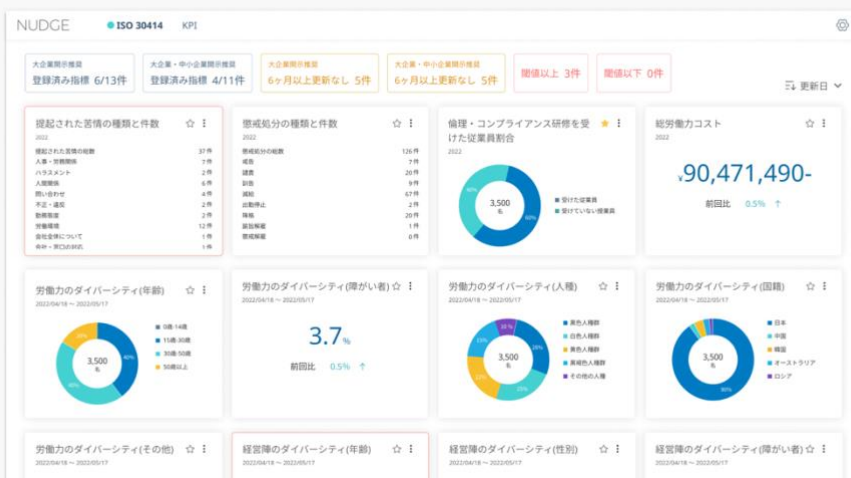 NUDGE
ISO 30414
KPI
大企業開示推奨
登録済み指標 6/13件
大企業・中小企業開示推奨
登録済み指標 4/11件
大企業開示推奨
6ヶ月以上更新なし 5件
大企業・中小企業開示推奨
6ヶ月以上更新なし 5件
閾値以上 3件
閾値以下 0件
更新日
提起された苦情の種類と件数
2022
提起された苦情の総数 37件
人事・労務関係 7件
ハラスメント 2件
人間関係 6件
問い合わせ 4件
不正・違反 2件
勤務態度 2件
労働環境 12件
会社全体について 1件
懲戒処分の種類と件数
2022
懲戒処分の総数 126件
戒告 7件
譴責 20件
訓告 9件
減給 67件
出勤停止 2件
降格 20件
諭旨解雇 1件
懲戒解雇 0件
倫理・コンプライアンス研修を受
けた従業員割合
2022
40%
3,500
名
60%
受けた従業員
受けていない従業員
総労働力コスト
2022
¥90,471,490-
前回比 0.5% ↑
労働力のダイバーシティ(年齢)
2022/04/18 〜 2022/05/17
20%
3,500
名
40%
40%
0歳-14歳
15歳-30歳
30歳-50歳
50歳以上
労働力のダイバーシティ(障がい者)
2022/04/18 〜 2022/05/17
3.7%
前回比 0.5% ↑
労働力のダイバーシティ(人種)
2022/04/18 〜 2022/05/17
10%
15%
3,500
名
黒色人種群
白色人種群
黄色人種群
黒褐色人種群
その他の人種
労働力のダイバーシティ(国籍)
2022/04/18 〜 2022/05/17
3,500
名
90%
日本
中国
韓国
オーストラリア
ロシア
労働力のダイバーシティ(その他)
2022/04/18 〜 2022/05/17
経営陣のダイバーシティ(年齢)
2022/04/18 〜 2022/05/17
経営陣のダイバーシティ(性別)
2022/04/18 〜 2022/05/17
経営陣のダイバーシティ(障がい者)
2022/04/18 〜 2022/05/17